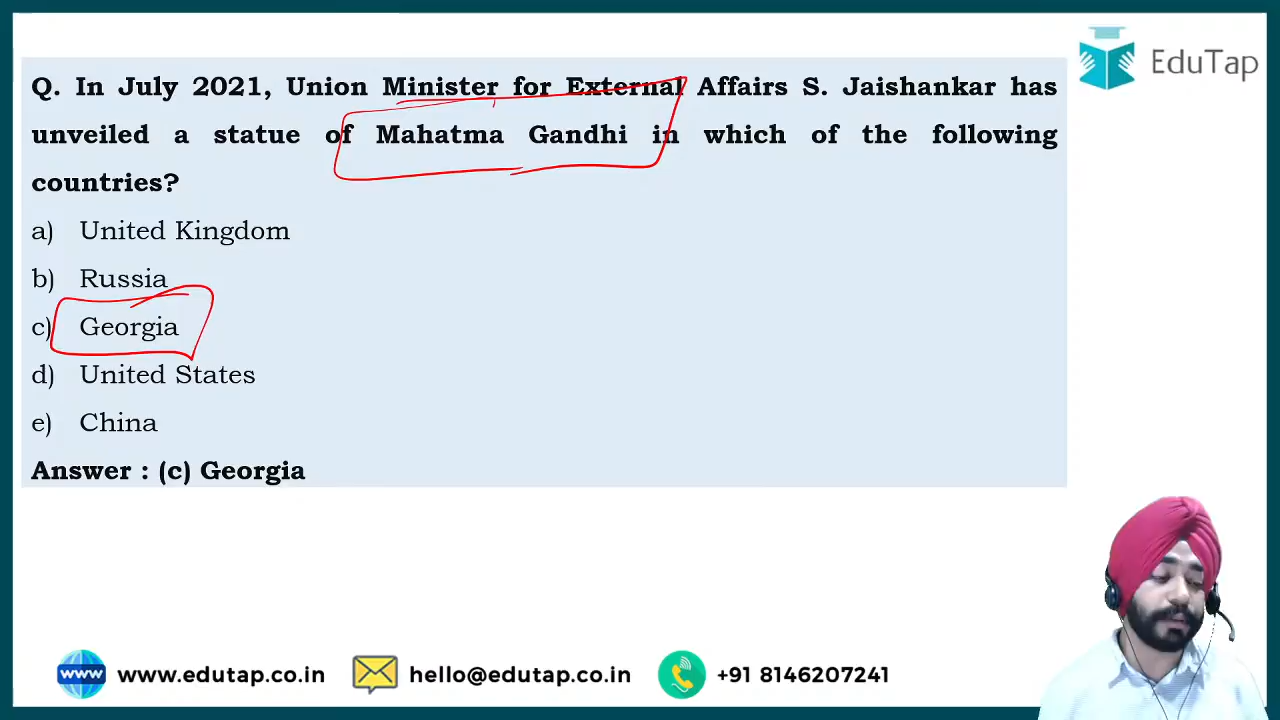 EduTap
Q. In July 2021, Union Minister for External Affairs S. Jaishankar has
unveiled a statue of Mahatma Gandhi in which of the following
countries?
a) United Kingdom
b) Russia
c) Georgia
d) United States
e) China
Answer : (c) Georgia
www www.edutap.co.in hello@edutap.co.in +91 8146207241